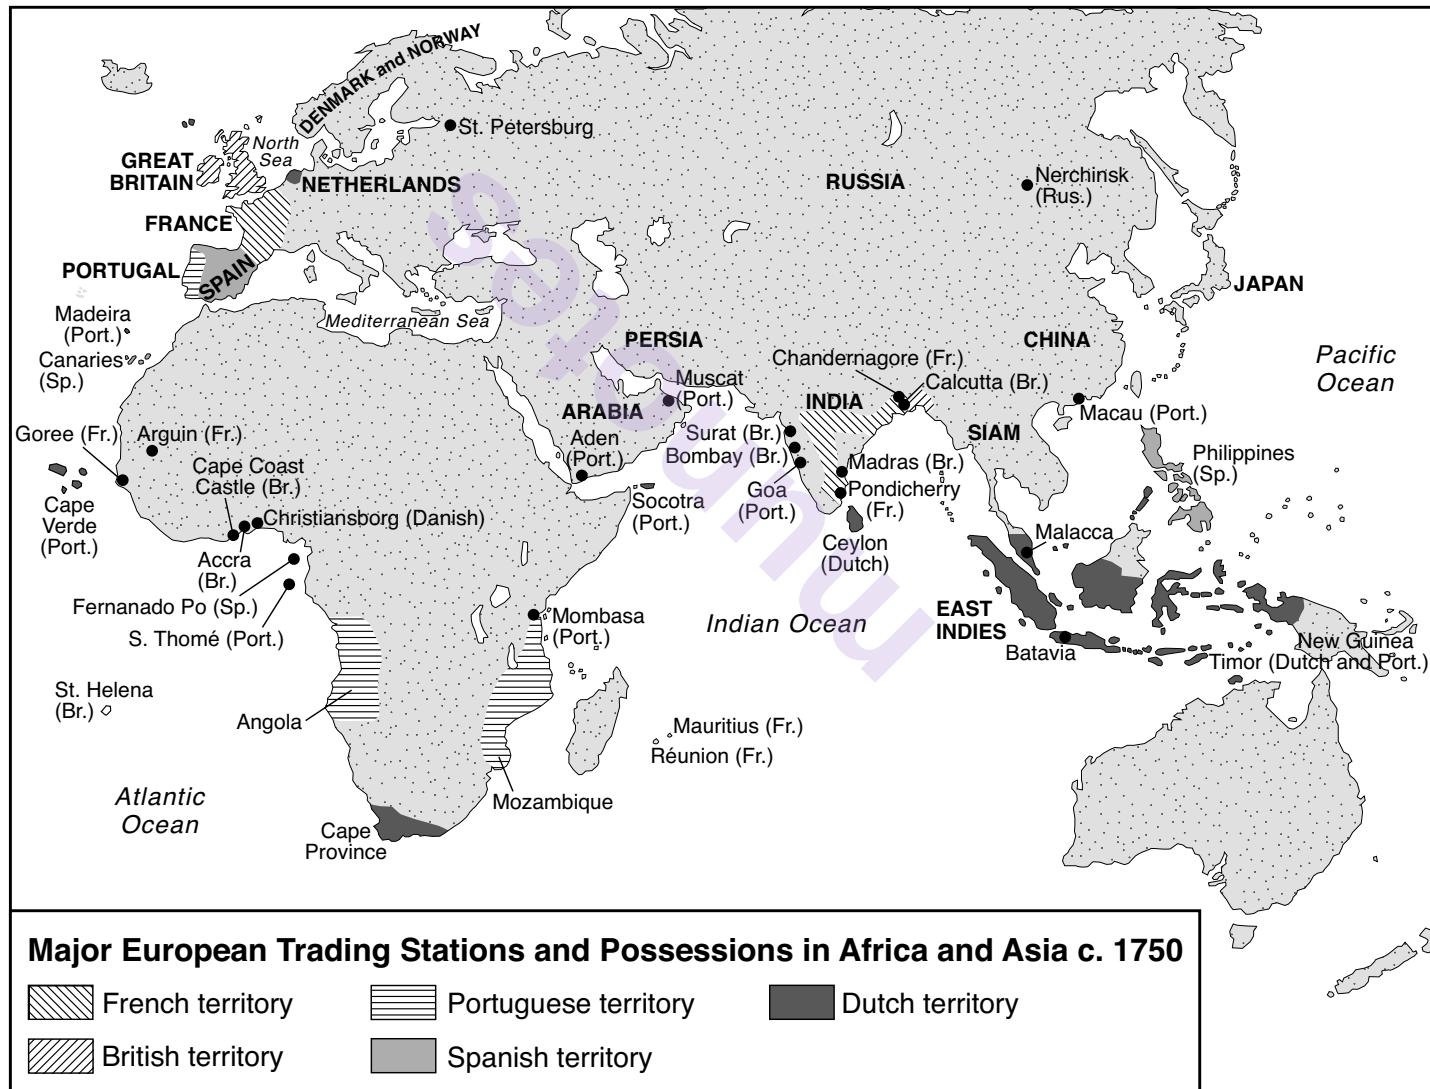 DENMARK and NORWAY
St. Petersburg
North
Sea
GREAT
BRITAIN
NETHERLANDS
RUSSIA
Nerchinsk
(Rus.)
FRANCE
PORTUGAL
SPAIN
JAPAN
Madeira
(Port.)
Mediterranean Sea
Canaries
(Sp.)
PERSIA
CHINA
Pacific
Ocean
Chandernagore (Fr.)
Calcutta (Br.)
Muscat
(Port.)
INDIA
ARABIA
Macau (Port.)
Goree (Fr.)
Arguin (Fr.)
Aden
(Port.)
Surat (Br.)
Bombay (Br.)
SIAM
Cape Coast
Castle (Br.)
Madras (Br.)
Philippines
(Sp.)
Cape
Verde
(Port.)
Socotra
(Port.)
Goa
(Port.)
Pondicherry
(Fr.)
Christiansborg (Danish)
Ceylon
(Dutch)
Malacca
Accra
(Br.)
Fernanado Po (Sp.)
S. Thomé (Port.)
Mombasa
(Port.)
Indian Ocean
EAST
INDIES
Batavia
New Guinea
Timor (Dutch and Port.)
St. Helena
(Br.)
Angola
Mauritius (Fr.)
Réunion (Fr.)
Mozambique
Atlantic
Ocean
Cape
Province
Major European Trading Stations and Possessions in Africa and Asia c. 1750
French territory
Portuguese territory
Dutch territory
British territory
Spanish territory
munotes